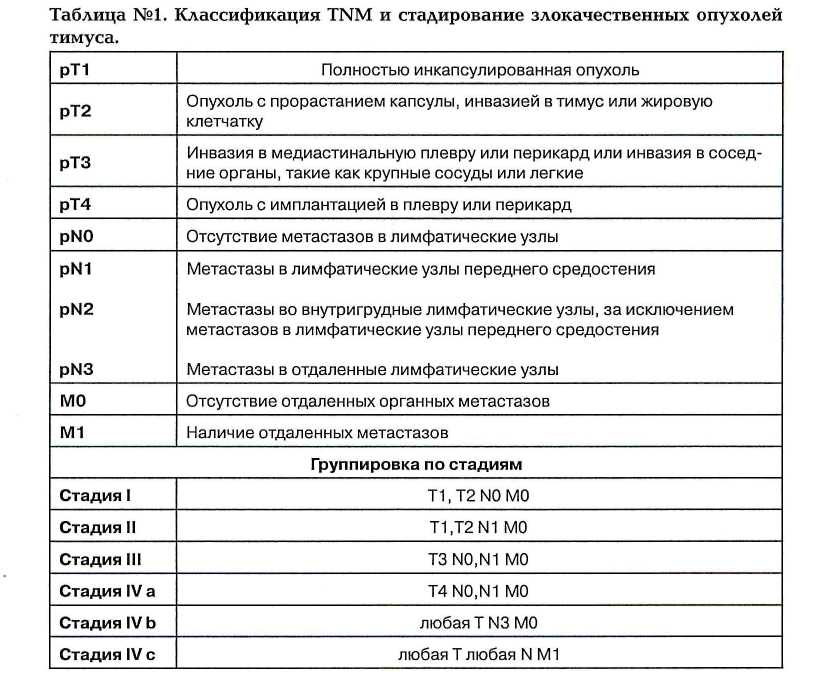 Таблица №1. Классификация TNM и стадирование злокачественных опухолей
тимуса.
pT1 Полностью инкапсулированная опухоль
pT2 Опухоль с прорастанием капсулы, инвазией в тимус или жировую
клетчатку
pT3 Инвазия в медиастинальную плевру или перикард или инвазия в сосед-
ние органы, такие как крупные сосуды или легкие
pT4 Опухоль с имплантацией в плевру или перикард
pN0 Отсутствие метастазов в лимфатические узлы
pN1 Метастазы в лимфатические узлы переднего средостения
pN2 Метастазы во внутригрудные лимфатические узлы, за исключением
метастазов в лимфатические узлы переднего средостения
pN3 Метастазы в отдаленные лимфатические узлы
M0 Отсутствие отдаленных органных метастазов
M1 Наличие отдаленных метастазов
Группировка по стадиям
Стадия I T1, T2 N0 M0
Стадия II T1,T2 N1 M0
Стадия III T3 N0,N1 M0
Стадия IV a T4 N0,N1 M0
Стадия IV b любая T N3 M0
Стадия IV c любая T любая N M1